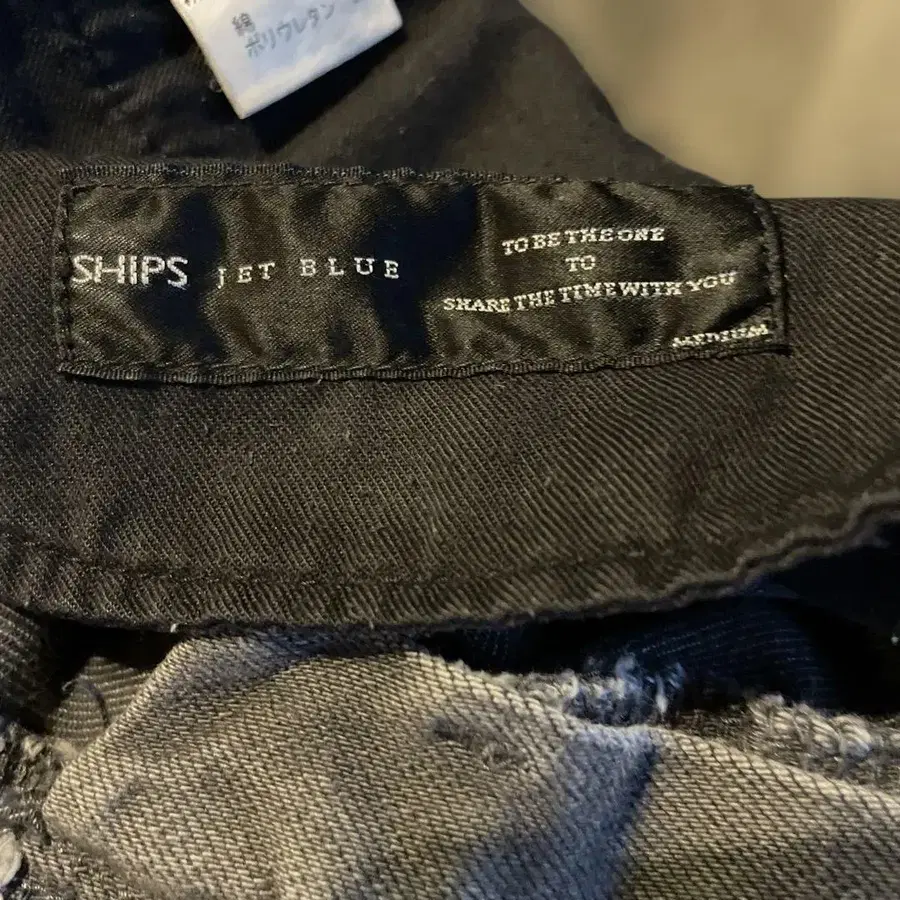 綿
ポリウレタン
SHIPS JET BLUE
TO BE THE ONE
TO
SHARE THE TIME WITH YOU
MEDIUM